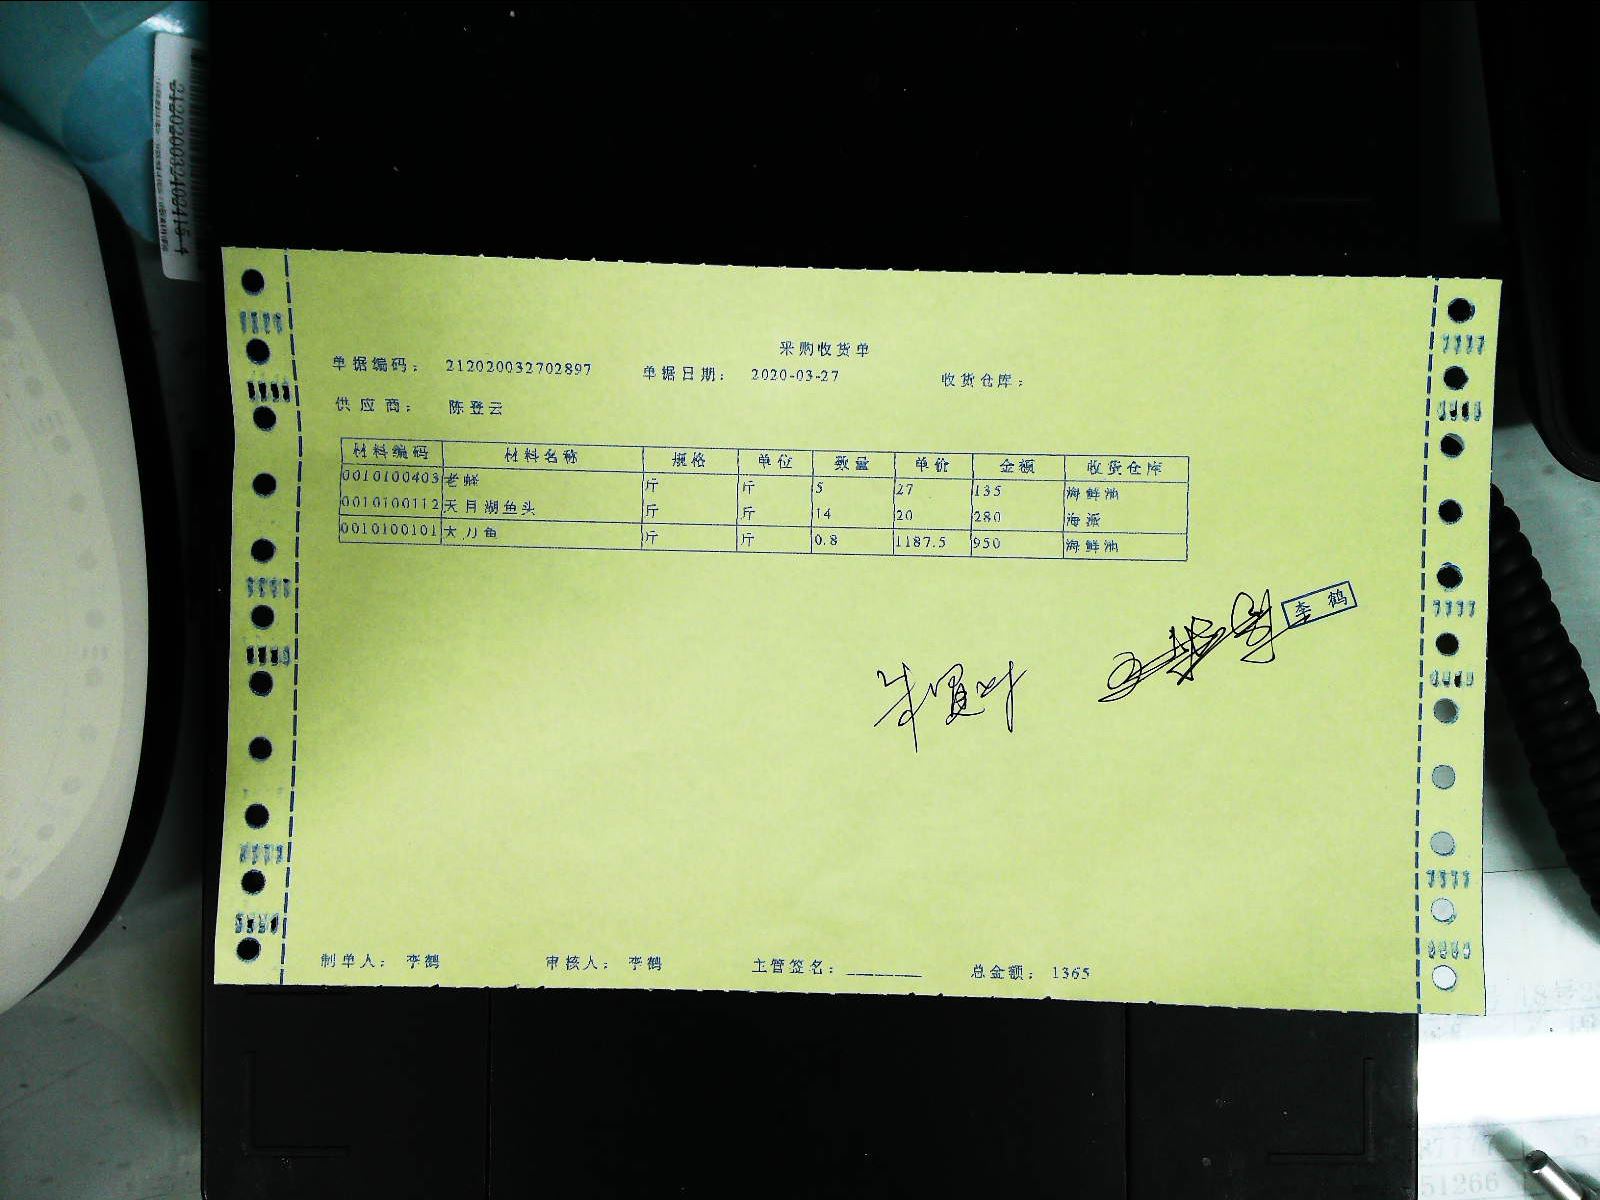 采购收货单
单据编码： 212020032702897 单据日期： 2020-03-27 收货仓库：
供应商： 陈登云
材料编码 材料名称 规格 单位 数量 单价 金额 收货仓库
0010100403 老蛏 斤 斤 5 27 135 海鲜池
0010100112 天目湖鱼头 斤 斤 14 20 280 海派
0010100101 大刀鱼 斤 斤 0.8 1187.5 950 海鲜池
李鹤
制单人： 李鹤 审核人： 李鹤 主管签名： 总金额： 1365
212020032403415-4
51266